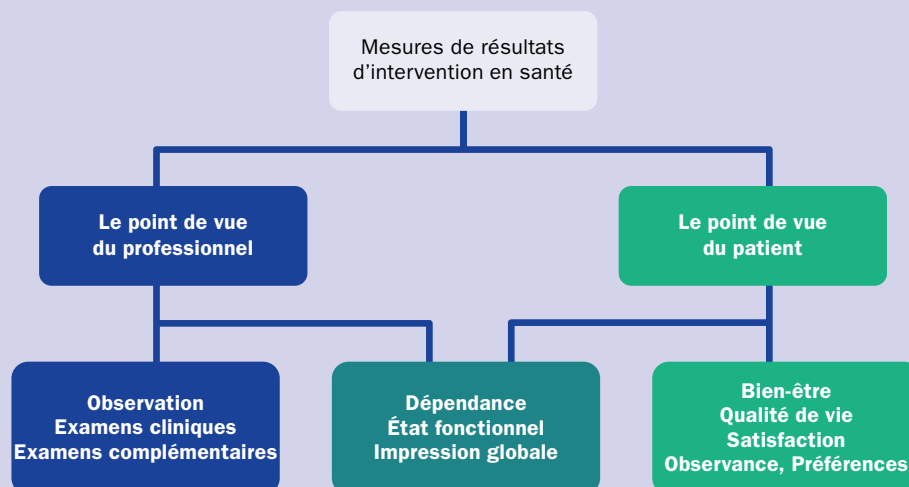 Mesures de résultats
d’intervention en santé
Le point de vue
du professionnel
Le point de vue
du patient
Observation
Examens cliniques
Examens complémentaires
Dépendance
État fonctionnel
Impression globale
Bien-être
Qualité de vie
Satisfaction
Observance, Préférences